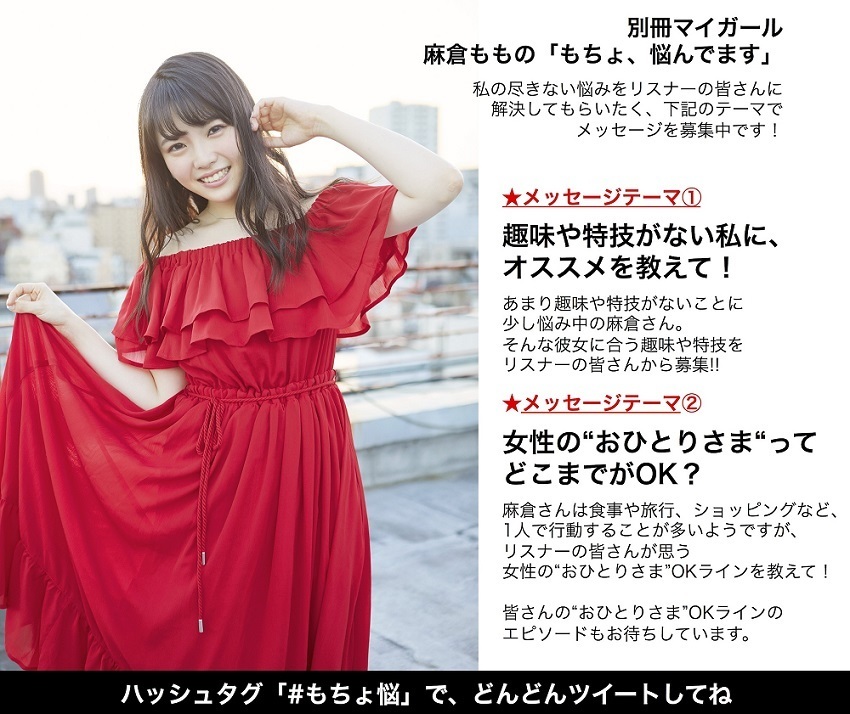 別冊マイガール
麻倉ももの「もちょ、悩んでます」
私の尽きない悩みをリスナーの皆さんに
解決してもらいたく、下記のテーマで
メッセージを募集中です！
★メッセージテーマ①
趣味や特技がない私に、
オススメを教えて！
あまり趣味や特技がないことに
少し悩み中の麻倉さん。
そんな彼女に合う趣味や特技を
リスナーの皆さんから募集!!
★メッセージテーマ②
女性の“おひとりさま“って
どこまでがOK？
麻倉さんは食事や旅行、ショッピングなど、
1人で行動することが多いようですが、
リスナーの皆さんが思う
女性の“おひとりさま”OKラインを教えて！
皆さんの“おひとりさま”OKラインの
エピソードもお待ちしています。
ハッシュタグ「#もちょ悩」で、どんどんツイートしてね